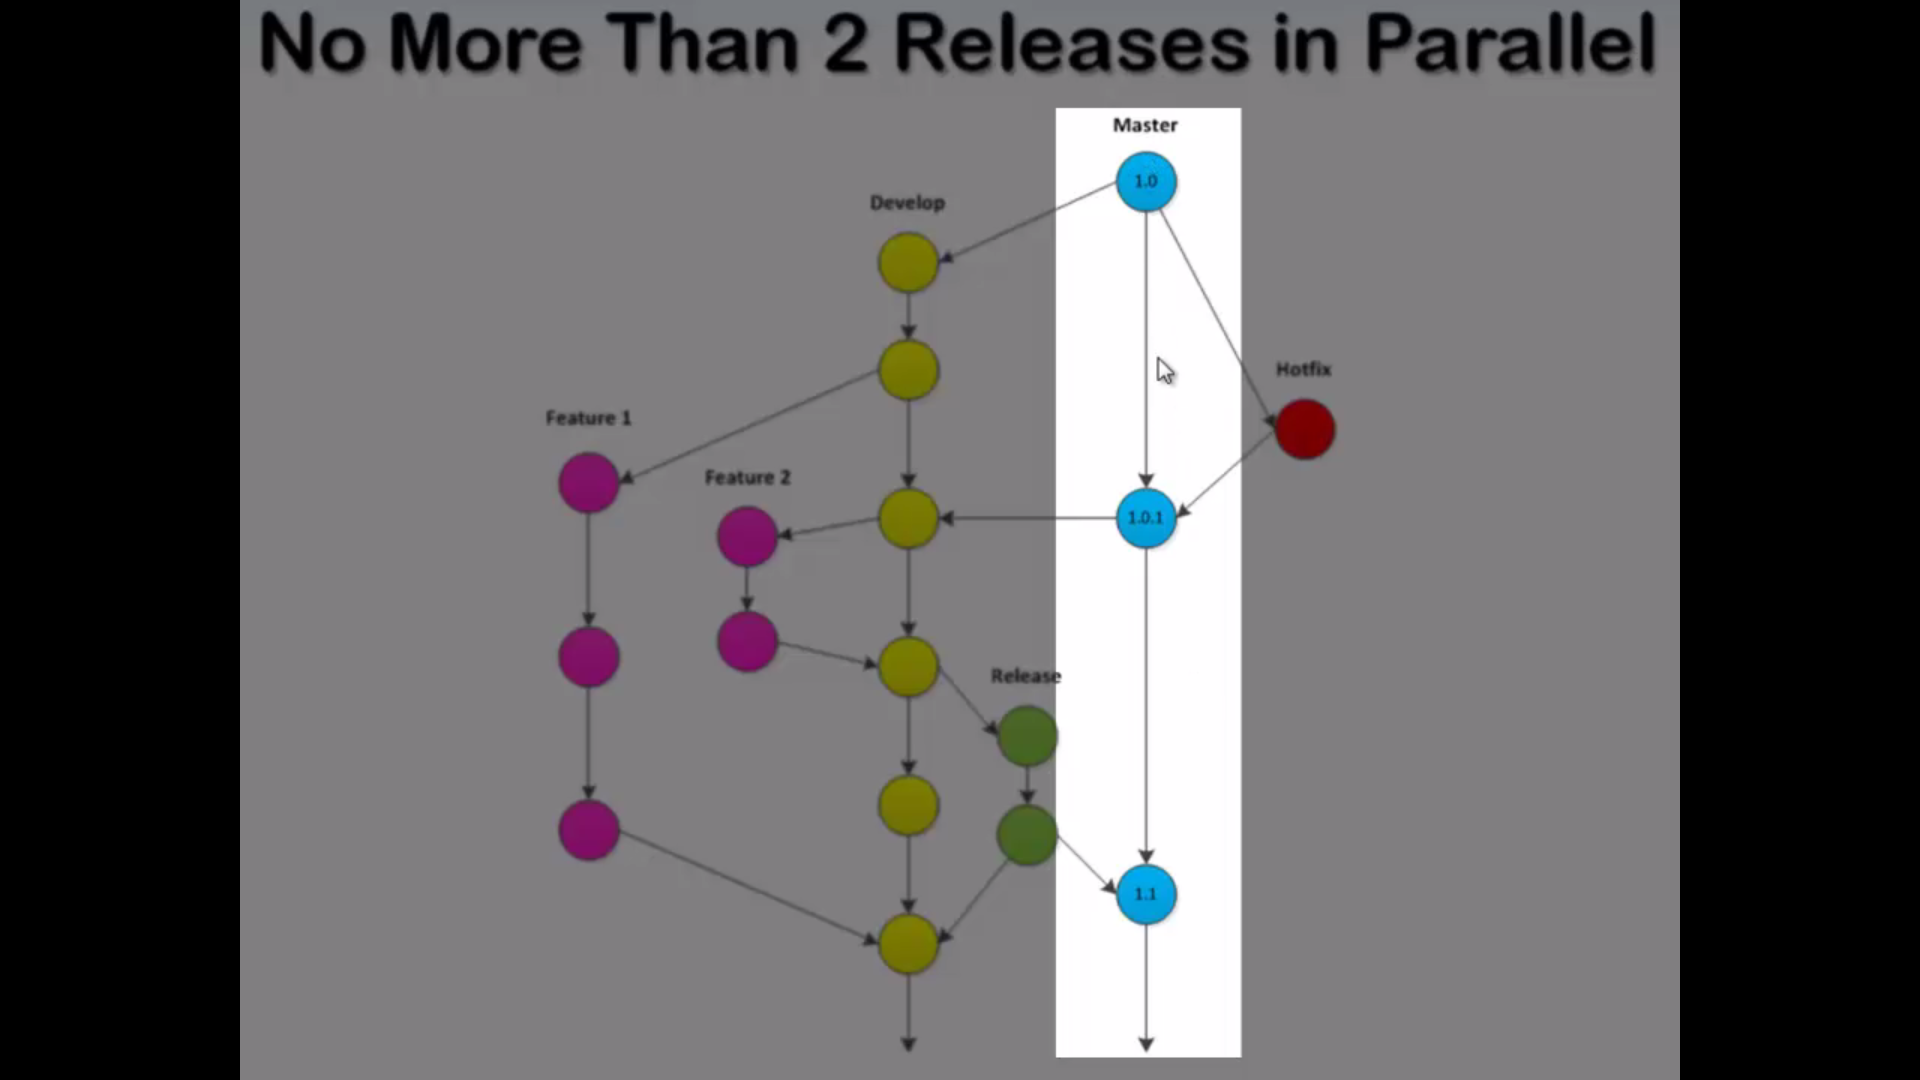 No More Than 2 Releases in Parallel
Master
1.0
Develop
Hotfix
Feature 1
Feature 2
1.0.1
Release
1.1